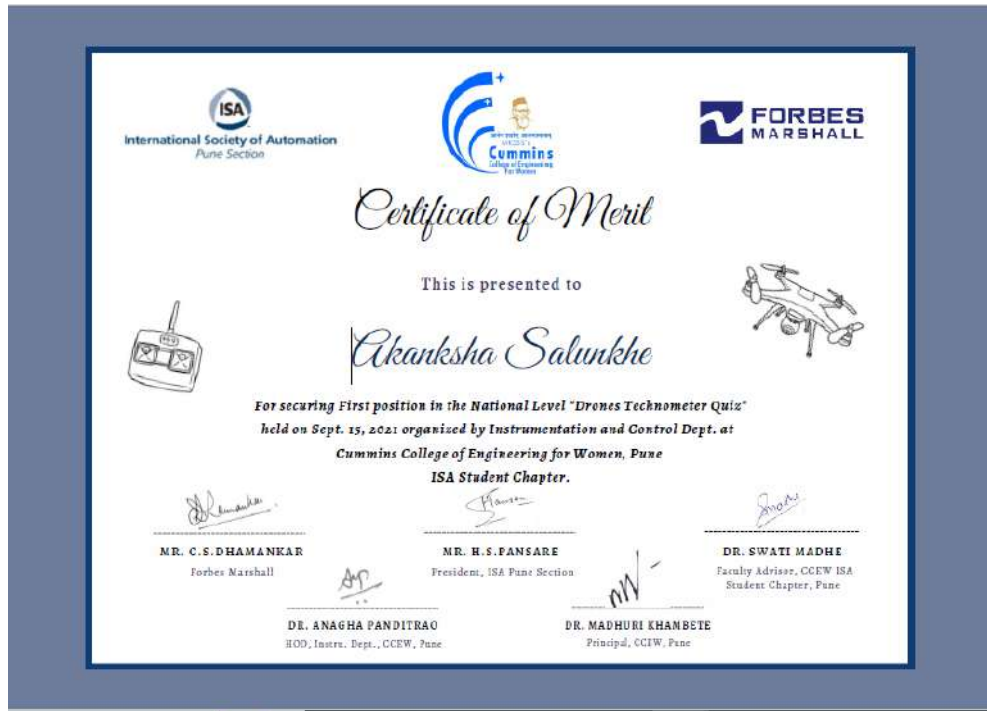 ISA
International Society of Automation
Pune Section
Cummins
College of Engineering
For Women
FORBES
MARSHALL
Certificate of Merit
This is presented to
Akanksha Salunkhe
For securing First position in the National Level "Drones Technometer Quiz"
held on Sept. 15, 2021 organized by Instrumentation and Control Dept. at
Cummins College of Engineering for Women, Pune
ISA Student Chapter.
MR. C.S.DHAMANKAR
Forbes Marshall
MR. H.S.PANSARE
President, ISA Pune Section
DR. SWATI MADHE
Faculty Advisor, CCEW ISA
Student Chapter, Pune
DR. ANAGHA PANDITRAO
HOD, Instru. Dept., CCEW, Pune
DR. MADHURI KHAMBETE
Principal, CCEW, Pune